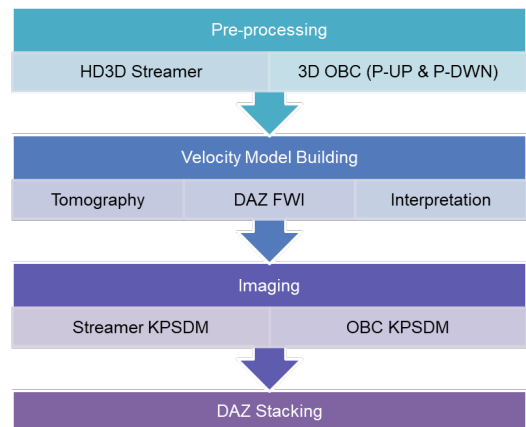 Pre-processing
HD3D Streamer 3D OBC (P-UP & P-DWN)
Velocity Model Building
Tomography DAZ FWI Interpretation
Imaging
Streamer KPSDM OBC KPSDM
DAZ Stacking